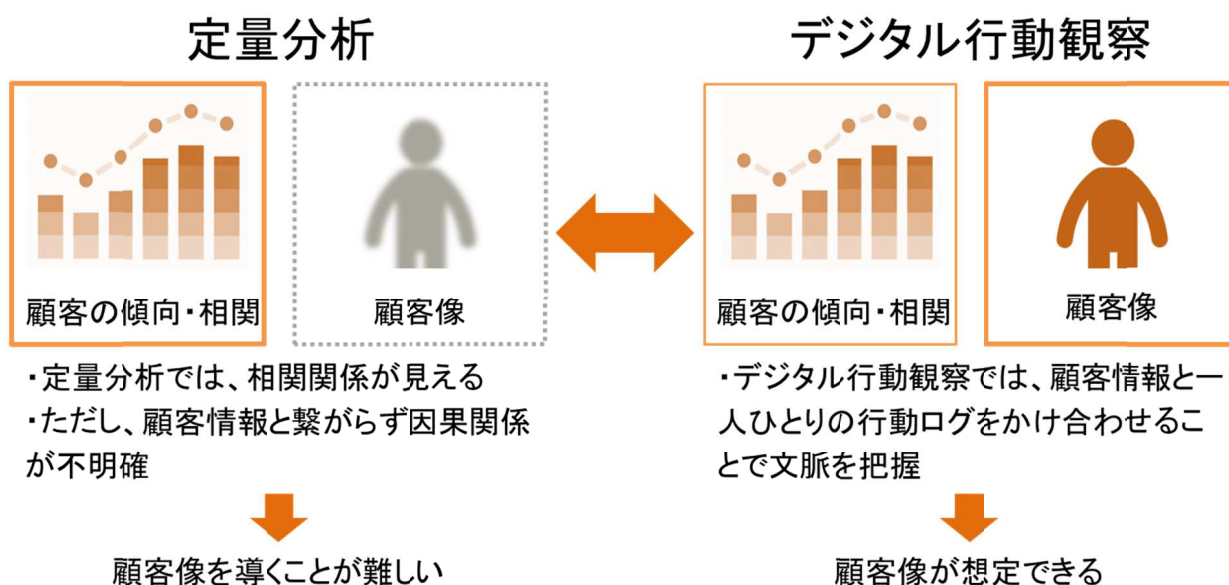 定量分析
顧客の傾向・相関
顧客像
・定量分析では、相関関係が見える
・ただし、顧客情報と繋がらず因果関係
が不明確
顧客像を導くことが難しい
デジタル行動観察
顧客の傾向・相関
顧客像
・デジタル行動観察では、顧客情報と一
人ひとりの行動ログをかけ合わせるこ
とで文脈を把握
顧客像が想定できる